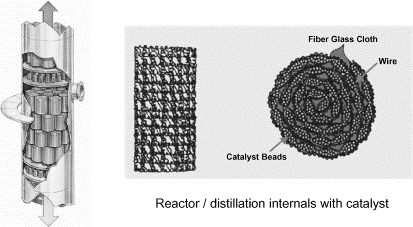 Fiber Glass Cloth
Wire
Catalyst Beads
Reactor / distillation internals with catalyst